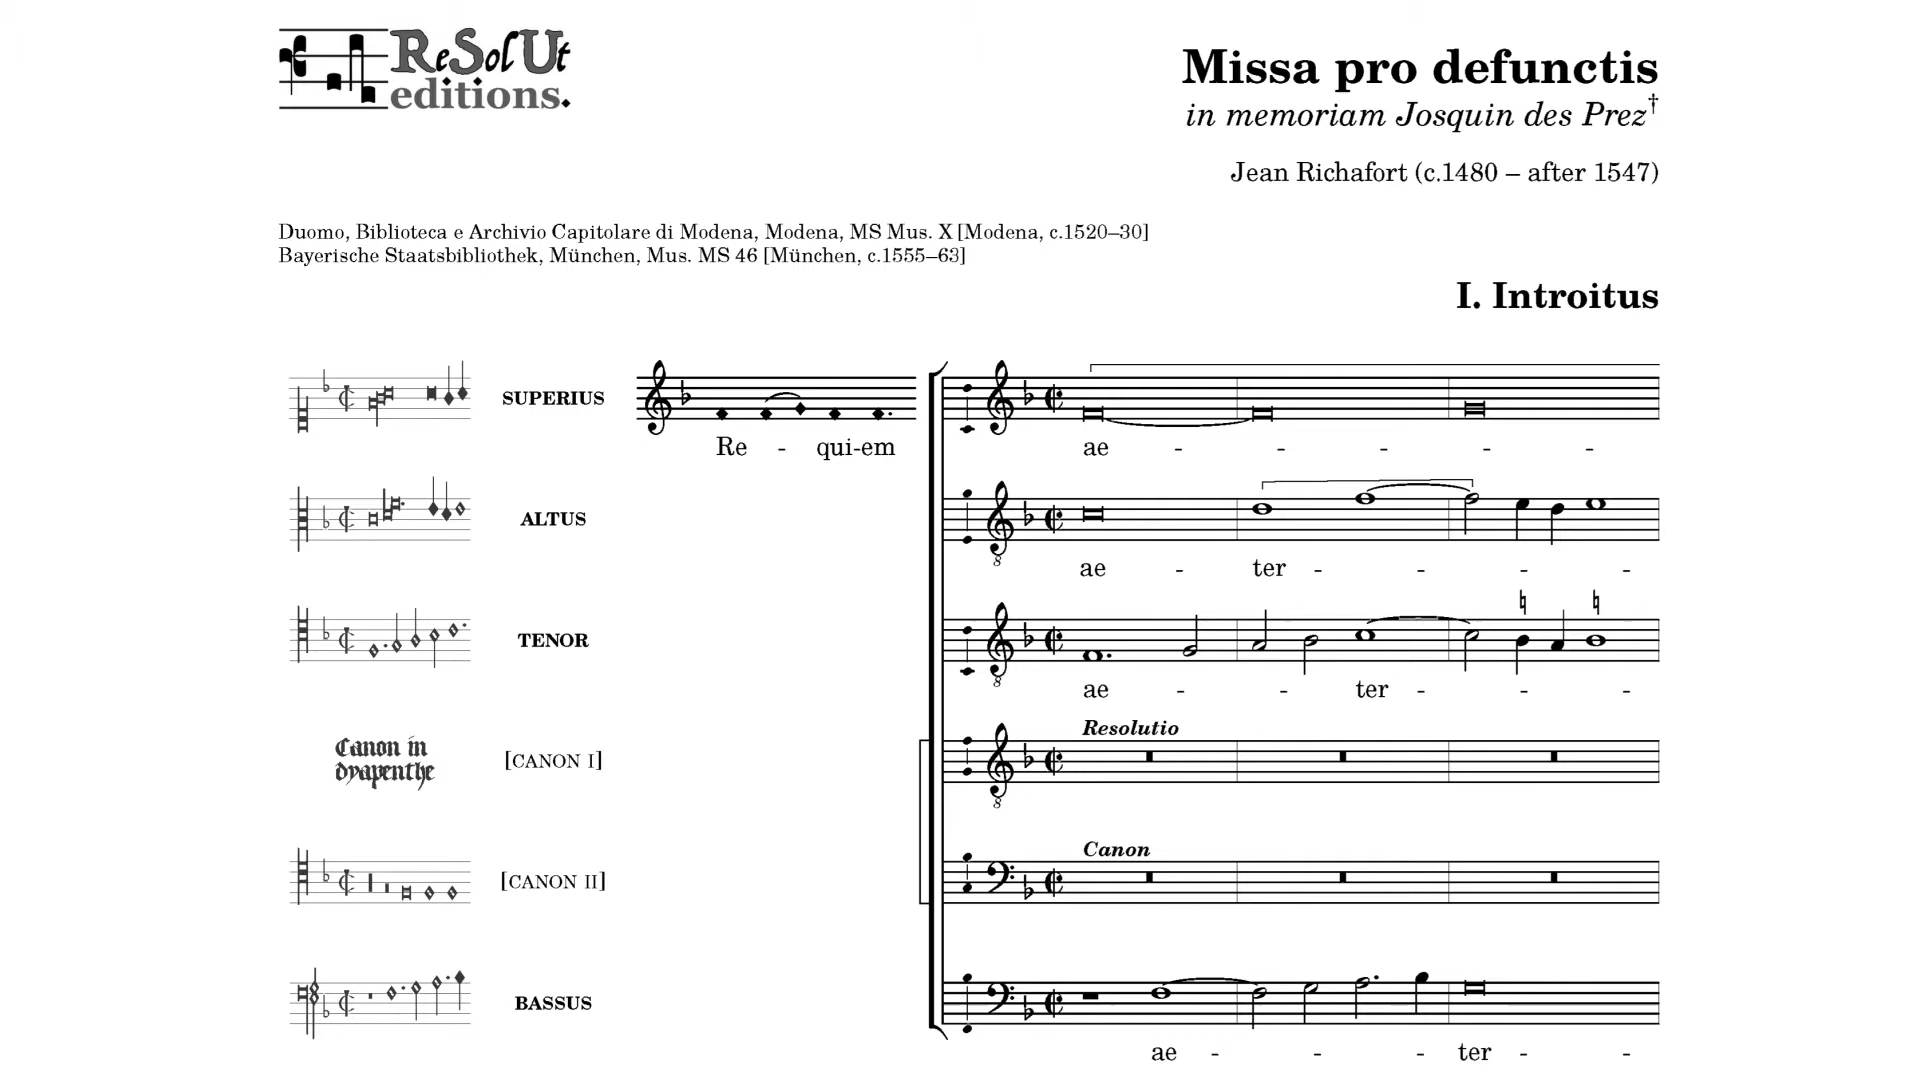 ReSolUt
editions.
Missa pro defunctis
in memoriam Josquin des Prez†
Jean Richafort (c.1480 – after 1547)
Duomo, Biblioteca e Archivio Capitolare di Modena, Modena, MS Mus. X [Modena, c.1520–30]
Bayerische Staatsbibliothek, München, Mus. MS 46 [München, c.1555–63]
I. Introitus
SUPERIUS
Re - qui-em
ae - - - - -
ALTUS
ae - ter - - - -
TENOR
ae - - ter - - -
Canon in
dyapenthe
[CANON I]
Resolutio
[CANON II]
Canon
BASSUS
ae - - - ter - -